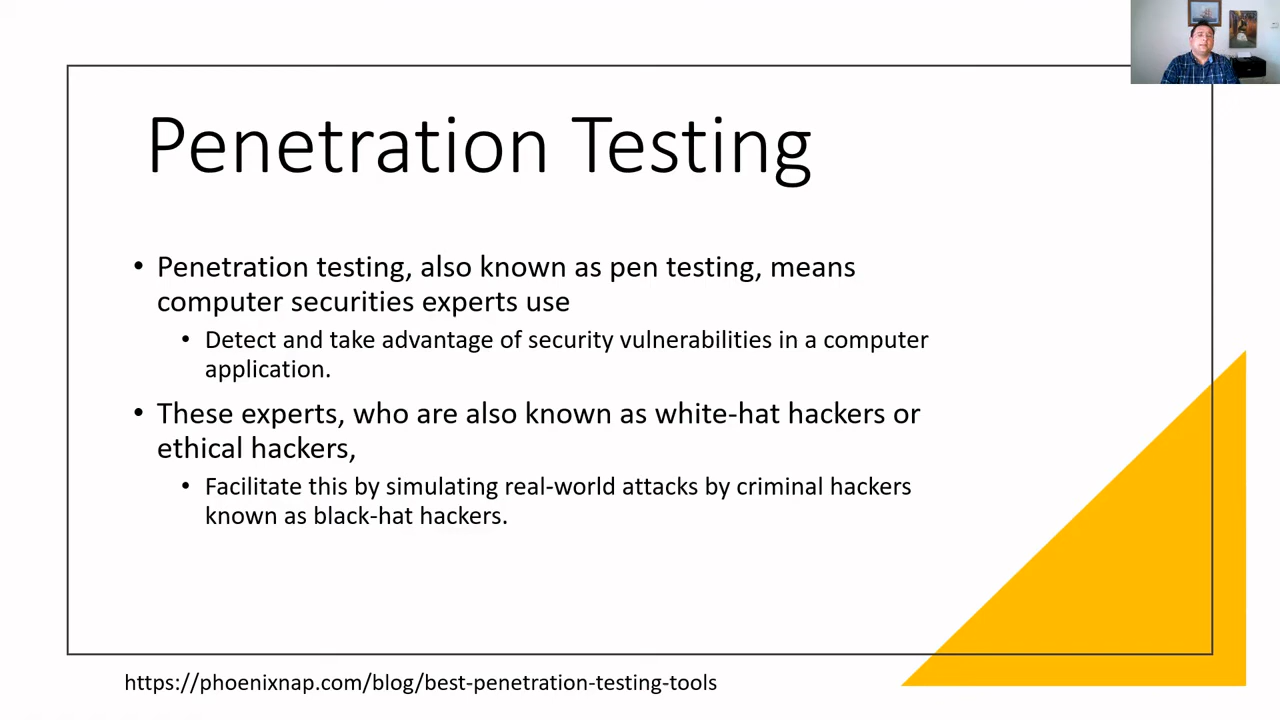 Penetration Testing
• Penetration testing, also known as pen testing, means
computer securities experts use
• Detect and take advantage of security vulnerabilities in a computer
application.
• These experts, who are also known as white-hat hackers or
ethical hackers,
• Facilitate this by simulating real-world attacks by criminal hackers
known as black-hat hackers.
https://phoenixnap.com/blog/best-penetration-testing-tools